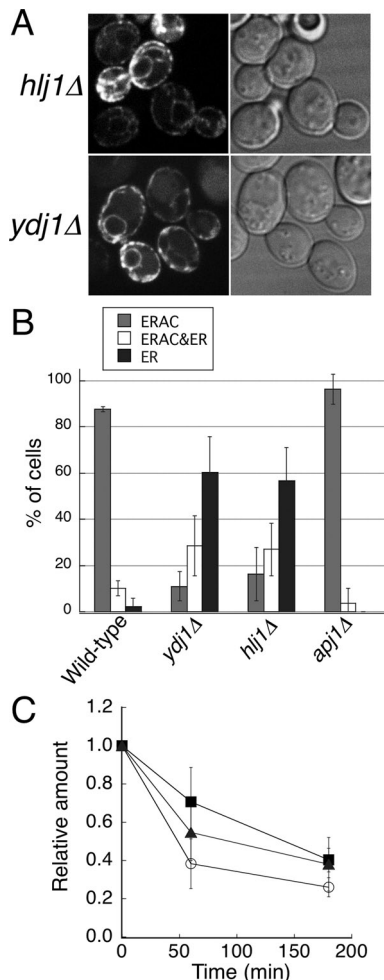 A
hlj1Δ
ydj1Δ
B
ERAC
ERAC&ER
ER
100
80
60
40
20
0
% of cells
Wild-type
ydj1Δ
hlj1Δ
apj1Δ
C
1.2
1.0
0.8
0.6
0.4
0.2
0.0
Relative amount
0 50 100 150 200
Time (min)